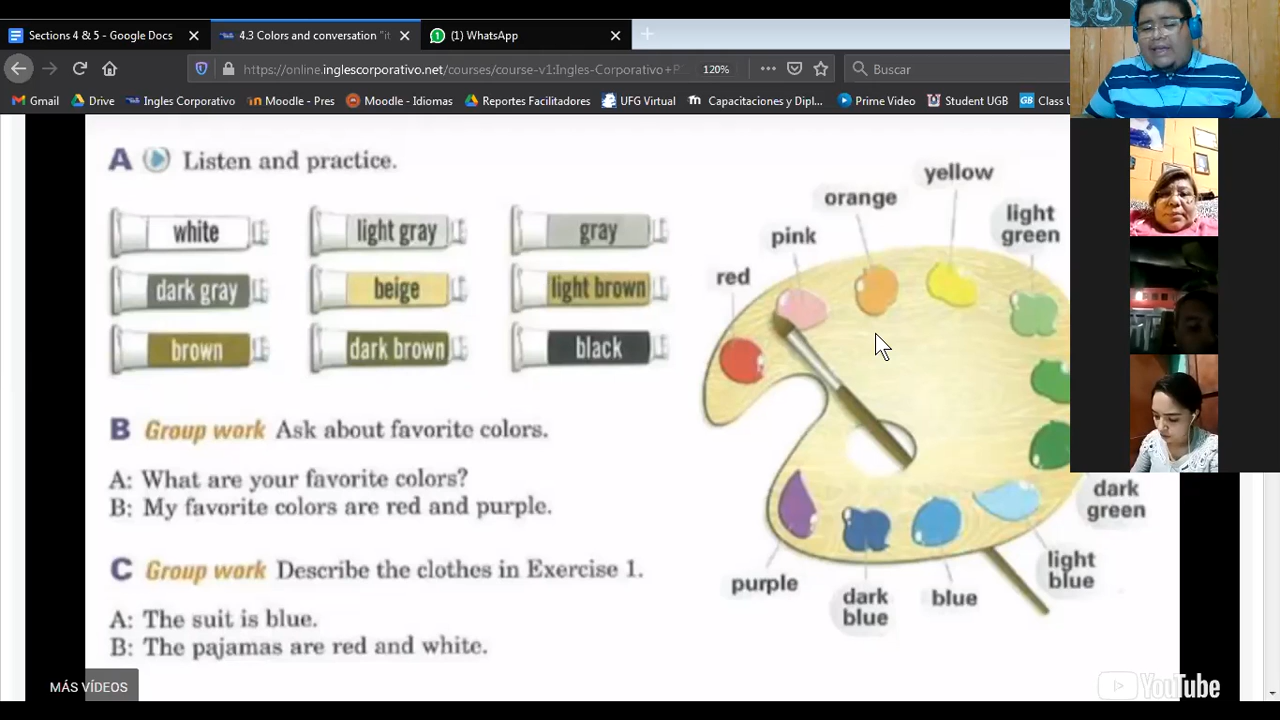 Sections 4 & 5 - Google Docs
4.3 Colors and conversation "it
(1) WhatsApp
https://online.inglescorporativo.net/courses/course-v1:Ingles-Corporativo+P
120%
Buscar
Gmail
Drive
Ingles Corporativo
Moodle - Pres
Moodle - Idiomas
Reportes Facilitadores
UFG Virtual
Capacitaciones y Dipl...
Prime Video
Student UGB
Class
A Listen and practice.
white
light gray
gray
dark gray
beige
light brown
brown
dark brown
black
B Group work Ask about favorite colors.
A: What are your favorite colors?
B: My favorite colors are red and purple.
C Group work Describe the clothes in Exercise 1.
A: The suit is blue.
B: The pajamas are red and white.
red
pink
orange
yellow
light
green
dark
green
light
blue
blue
dark
blue
purple
MÁS VÍDEOS
YouTube